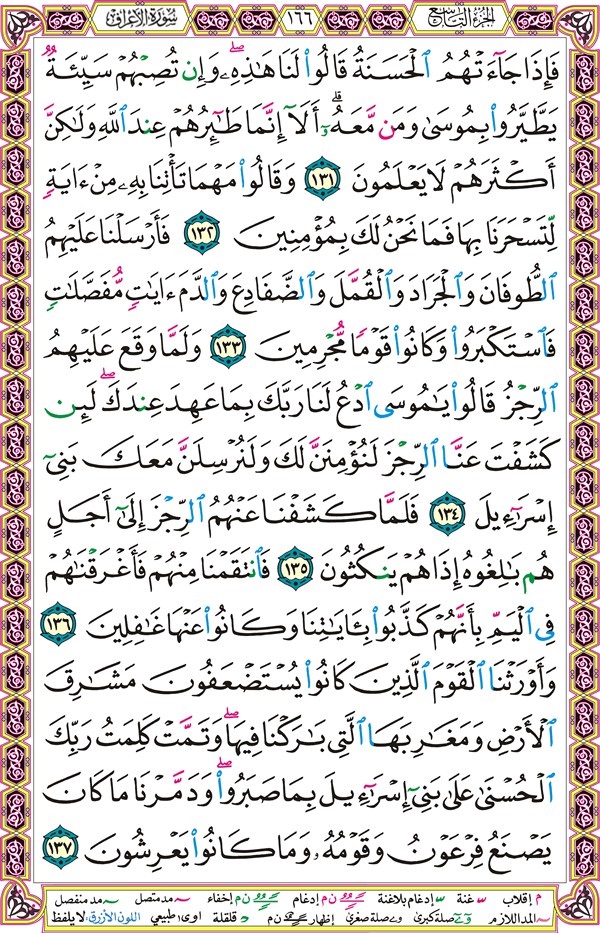 الجزء التاسع ١٦٦ سورة الأعراف
فَإِذَا جَآءَتْهُمُ ٱلْحَسَنَةُ قَالُوا۟ لَنَا هَـٰذِهِۦ ۖ وَإِن تُصِبْهُمْ سَيِّئَةٌۭ
يَطَّيَّرُوا۟ بِمُوسَىٰ وَمَن مَّعَهُۥٓ ۗ أَلَآ إِنَّمَا طَـٰٓئِرُهُمْ عِندَ ٱللَّهِ وَلَـٰكِنَّ
أَكْثَرَهُمْ لَا يَعْلَمُونَ ١٣١ وَقَالُوا۟ مَهْمَا تَأْتِنَا بِهِۦ مِنْ ءَايَةٍۢ
لِّتَسْحَرَنَا بِهَا فَمَا نَحْنُ لَكَ بِمُؤْمِنِينَ ١٣٢ فَأَرْسَلْنَا عَلَيْهِمُ
ٱلطُّوفَانَ وَٱلْجَرَادَ وَٱلْقُمَّلَ وَٱلضَّفَادِعَ وَٱلدَّمَ ءَايَـٰتٍۢ مُّفَصَّلَـٰتٍۢ
فَٱسْتَكْبَرُوا۟ وَكَانُوا۟ قَوْمًۭا مُّجْرِمِينَ ١٣٣ وَلَمَّا وَقَعَ عَلَيْهِمُ
ٱلرِّجْزُ قَالُوا۟ يَـٰمُوسَى ٱدْعُ لَنَا رَبَّكَ بِمَا عَهِدَ عِندَكَ ۖ لَئِن
كَشَفْتَ عَنَّا ٱلرِّجْزَ لَنُؤْمِنَنَّ لَكَ وَلَنُرْسِلَنَّ مَعَكَ بَنِىٓ
إِسْرَٰٓءِيلَ ١٣٤ فَلَمَّا كَشَفْنَا عَنْهُمُ ٱلرِّجْزَ إِلَىٰٓ أَجَلٍ
هُم بَـٰلِغُوهُ إِذَا هُمْ يَنكُثُونَ ١٣٥ فَٱنتَقَمْنَا مِنْهُمْ فَأَغْرَقْنَـٰهُمْ
فِى ٱلْيَمِّ بِأَنَّهُمْ كَذَّبُوا۟ بِـَٔايَـٰتِنَا وَكَانُوا۟ عَنْهَا غَـٰفِلِينَ ١٣٦
وَأَوْرَثْنَا ٱلْقَوْمَ ٱلَّذِينَ كَانُوا۟ يُسْتَضْعَفُونَ مَشَـٰرِقَ
ٱلْأَرْضِ وَمَغَـٰرِبَهَا ٱلَّتِى بَـٰرَكْنَا فِيهَا ۖ وَتَمَّتْ كَلِمَتُ رَبِّكَ
ٱلْحُسْنَىٰ عَلَىٰ بَنِىٓ إِسْرَٰٓءِيلَ بِمَا صَبَرُوا۟ ۖ وَدَمَّرْنَا مَا كَانَ
يَصْنَعُ فِرْعَوْنُ وَقَوْمُهُۥ وَمَا كَانُوا۟ يَعْرِشُونَ ١٣٧
م إقلاب غنة إدغام بلاغنة ن م إدغام ن م إخفاء مد متصل مد منفصل
المد اللازم صلة كبرى صلة صغرى إظهار ن م قلقلة اوى طبيعي اللون الأزرق: لا يلفظ